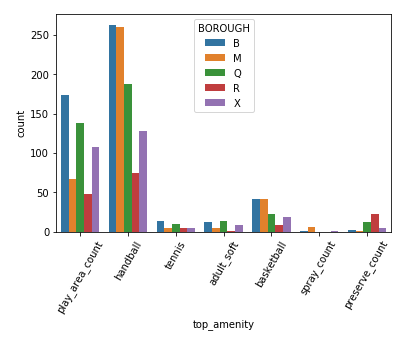 BOROUGH
B
M
Q
R
X
250
200
150
100
50
0
count
play_area_count
handball
tennis
adult_soft
basketball
spray_count
preserve_count
top_amenity